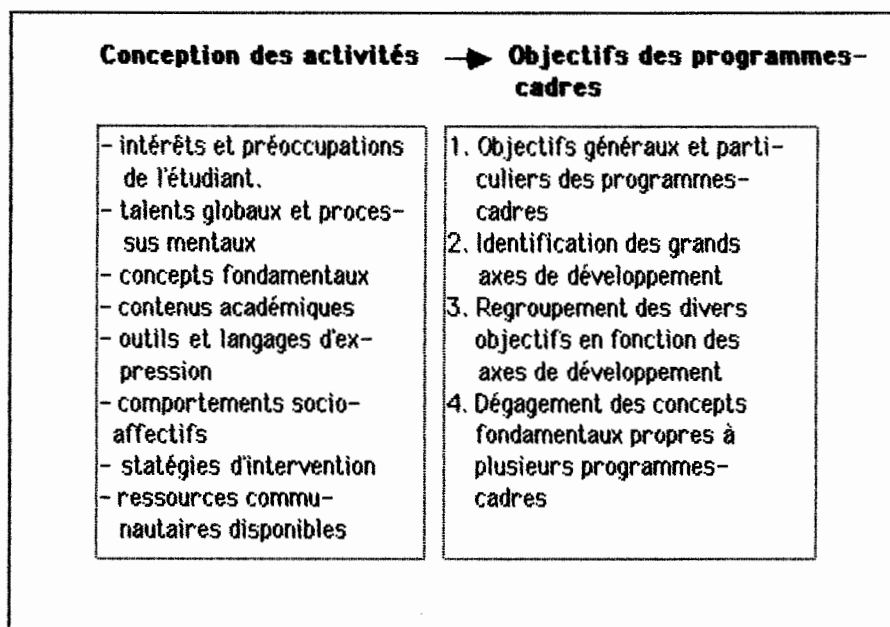 Conception des activités → Objectifs des programmes-
cadres
- intérêts et préoccupations
de l'étudiant.
- talents globaux et proces-
sus mentaux
- concepts fondamentaux
- contenus académiques
- outils et langages d'ex-
pression
- comportements socio-
affectifs
- statégies d'intervention
- ressources commu-
nautaires disponibles
1. Objectifs généraux et parti-
culiers des programmes-
cadres
2. Identification des grands
axes de développement
3. Regroupement des divers
objectifs en fonction des
axes de développement
4. Dégagement des concepts
fondamentaux propres à
plusieurs programmes-
cadres